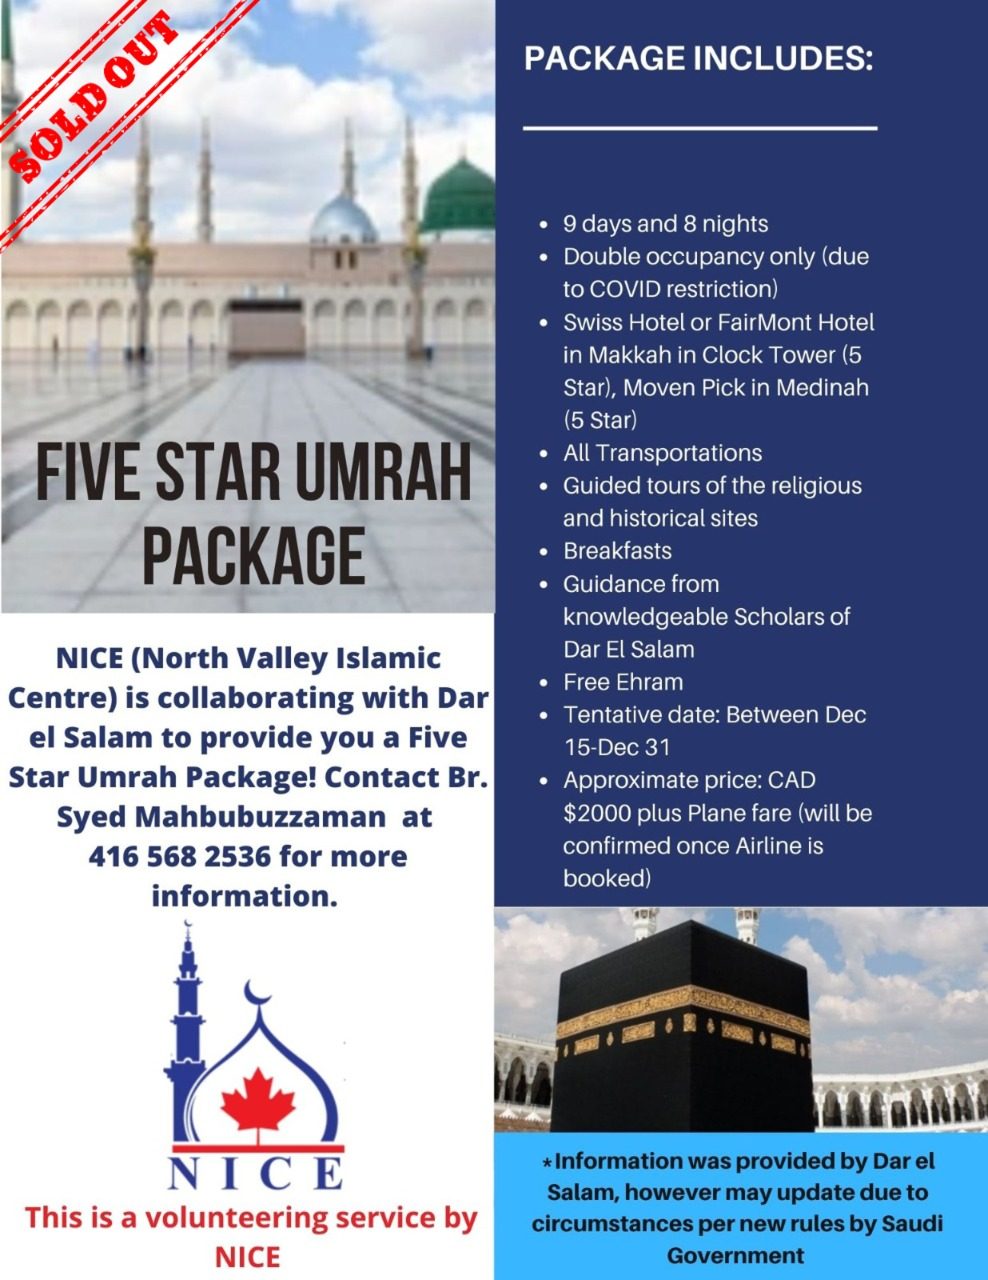 SOLD OUT
FIVE STAR UMRAH
PACKAGE
NICE (North Valley Islamic
Centre) is collaborating with Dar
el Salam to provide you a Five
Star Umrah Package! Contact Br.
Syed Mahbubuzzaman at
416 568 2536 for more
information.
NICE
This is a volunteering service by
NICE
PACKAGE INCLUDES:
• 9 days and 8 nights
• Double occupancy only (due
to COVID restriction)
• Swiss Hotel or FairMont Hotel
in Makkah in Clock Tower (5
Star), Moven Pick in Medinah
(5 Star)
• All Transportations
• Guided tours of the religious
and historical sites
• Breakfasts
• Guidance from
knowledgeable Scholars of
Dar El Salam
• Free Ehram
• Tentative date: Between Dec
15-Dec 31
• Approximate price: CAD
$2000 plus Plane fare (will be
confirmed once Airline is
booked)
*Information was provided by Dar el
Salam, however may update due to
circumstances per new rules by Saudi
Government